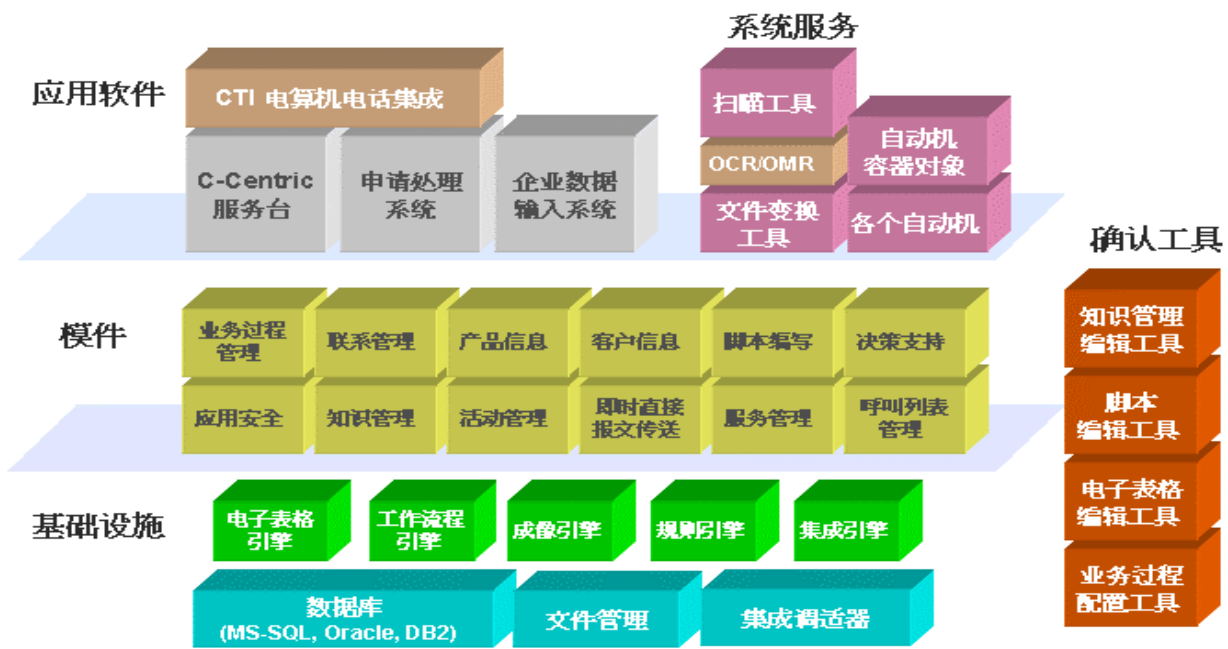 系统服务
应用软件
CTI 电算机电话集成
C-Centric
服务台
申请处理
系统
企业数据
输入系统
扫瞄工具
OCR/OMR
文件变换
工具
自动机
容器对象
各个自动机
确认工具
知识管理
编辑工具
脚本
编辑工具
电子表格
编辑工具
业务过程
配置工具
模件
业务过程
管理
联系管理
产品信息
客户信息
脚本编写
决策支持
应用安全
知识管理
活动管理
即时直接
报文传送
服务管理
呼叫列表
管理
基础设施
电子表格
引擎
工作流程
引擎
成像引擎
规则引擎
集成引擎
数据库
(MS-SQL, Oracle, DB2)
文件管理
集成调适器